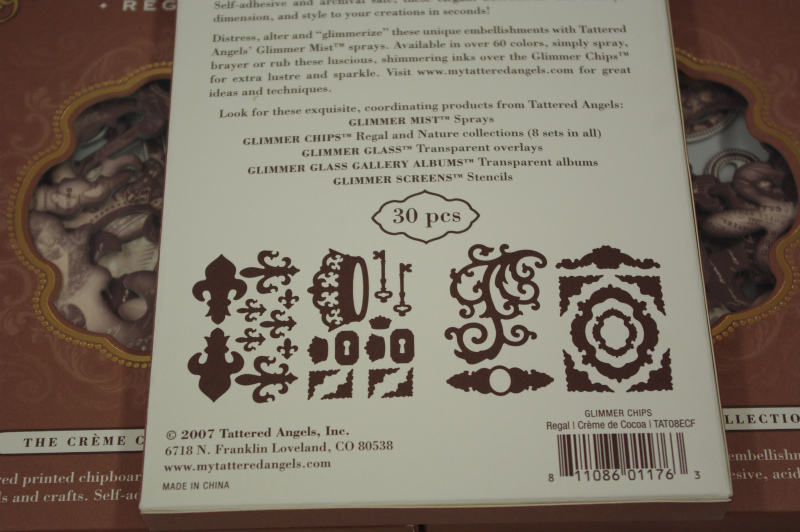 • REG
Self-adhesive and archival safe, these
dimension, and style to your creations in seconds!
Distress, alter and “glimmerize” these unique embellishments with Tattered
Angels’ Glimmer Mist™ sprays. Available in over 60 colors, simply spray,
brayer or rub these luscious, shimmering inks over the Glimmer Chips™
for extra lustre and sparkle. Visit www.mytatteredangels.com for great
ideas and techniques.
Look for these exquisite, coordinating products from Tattered Angels:
GLIMMER MIST™ Sprays
GLIMMER CHIPS™ Regal and Nature collections (8 sets in all)
GLIMMER GLASS™ Transparent overlays
GLIMMER GLASS GALLERY ALBUMS™ Transparent albums
GLIMMER SCREENS™ Stencils
30 pcs
© 2007 Tattered Angels, Inc.
6718 N. Franklin Loveland, CO 80538
www.mytatteredangels.com
MADE IN CHINA
GLIMMER CHIPS
Regal | Crème de Cocoa | TAT08ECF
8 11086 01176 3
THE CRÈME C
red printed chipboar
ls and crafts. Self-ad
LLECTIO
embellishm
esive, acid